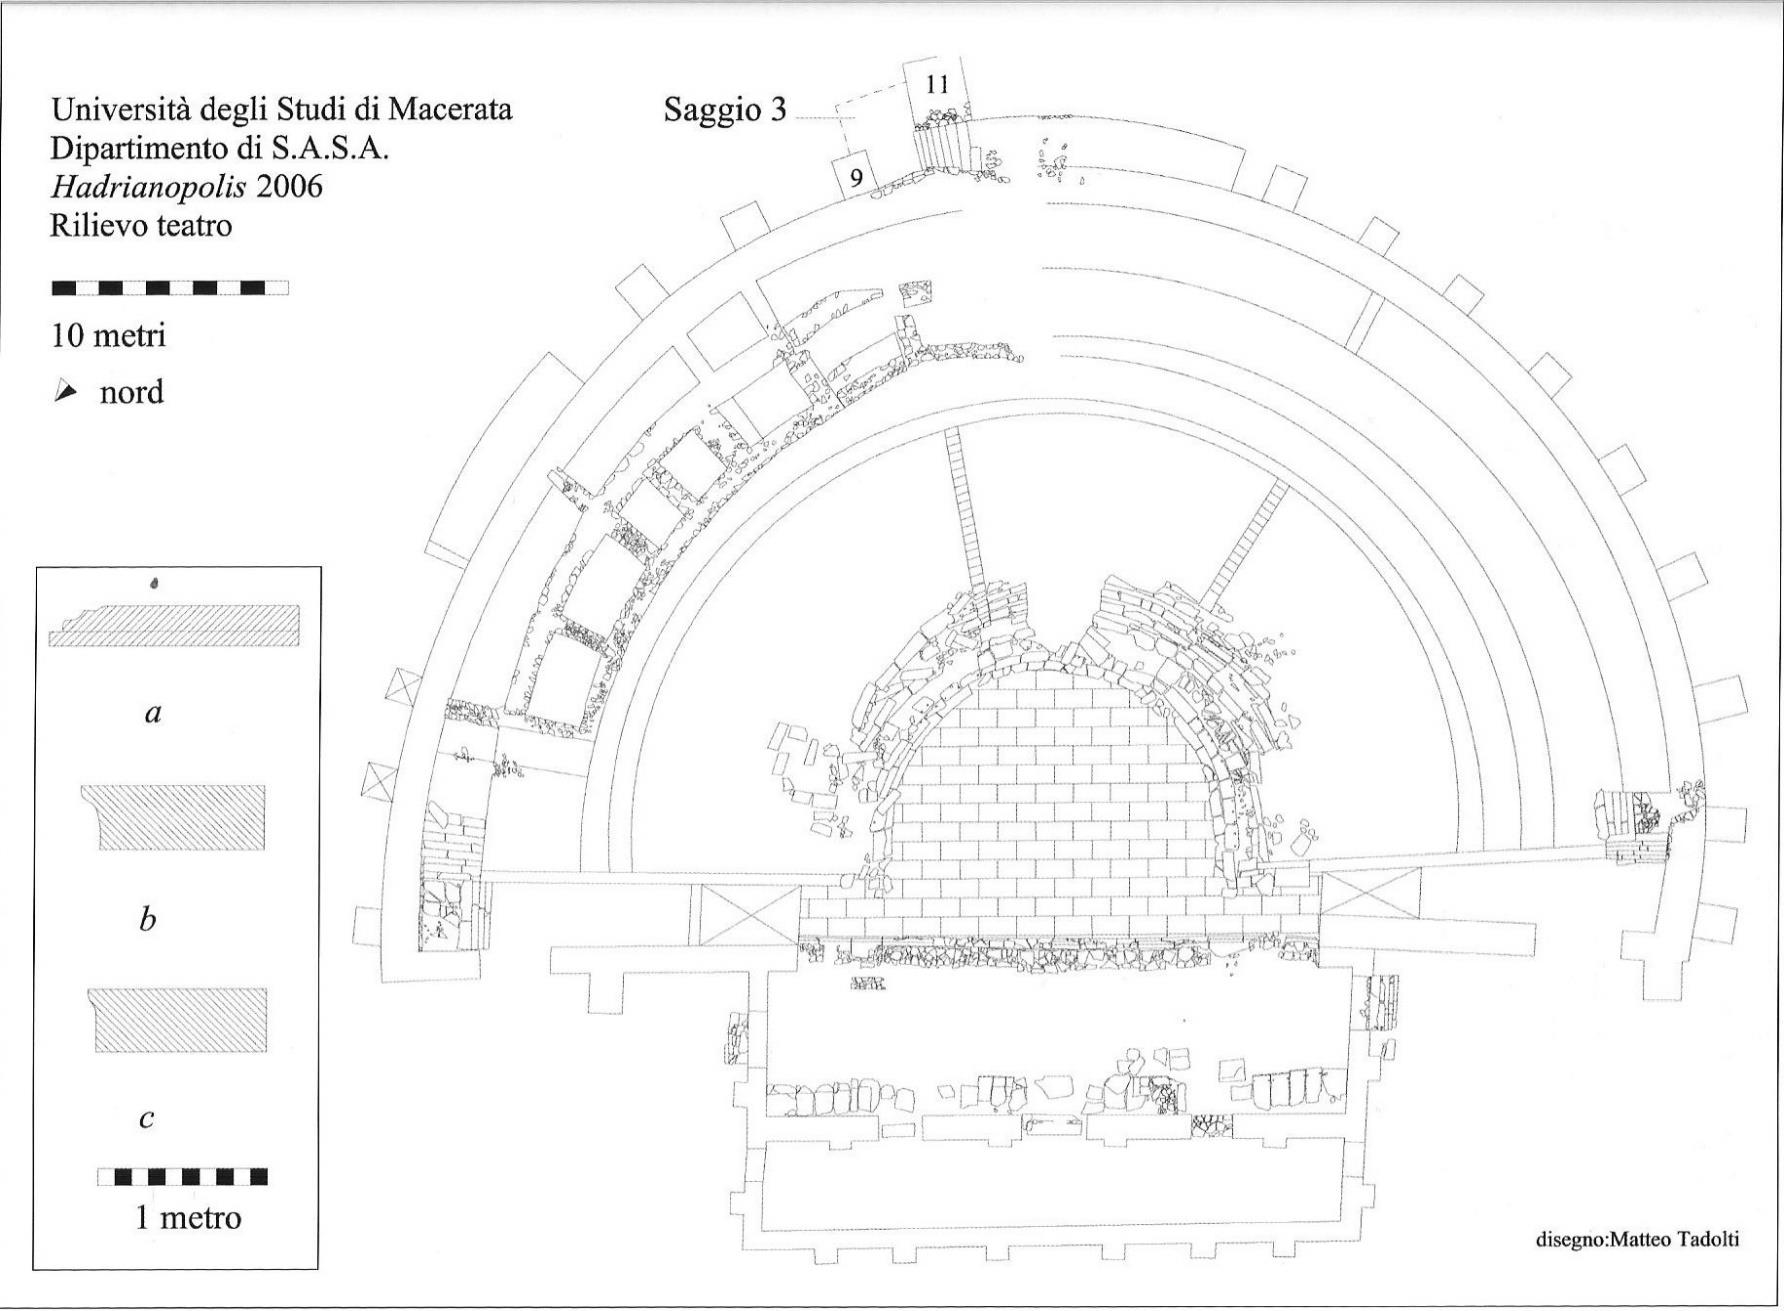 Università degli Studi di Macerata
Dipartimento di S.A.S.A.
Hadrianopolis 2006
Rilievo teatro
10 metri
nord
Saggio 3
11
9
a
b
c
1 metro
disegno:Matteo Tadolti